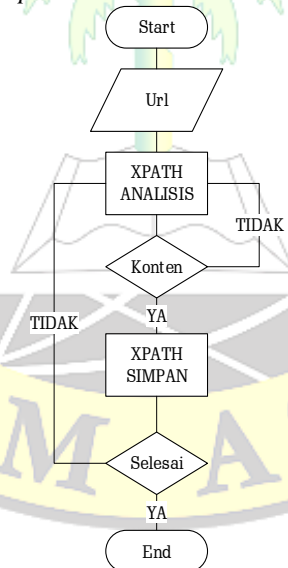 Start
Url
XPATH
ANALISIS
TIDAK
Konten
YA
TIDAK
XPATH
SIMPAN
M A
Selesai
YA
End